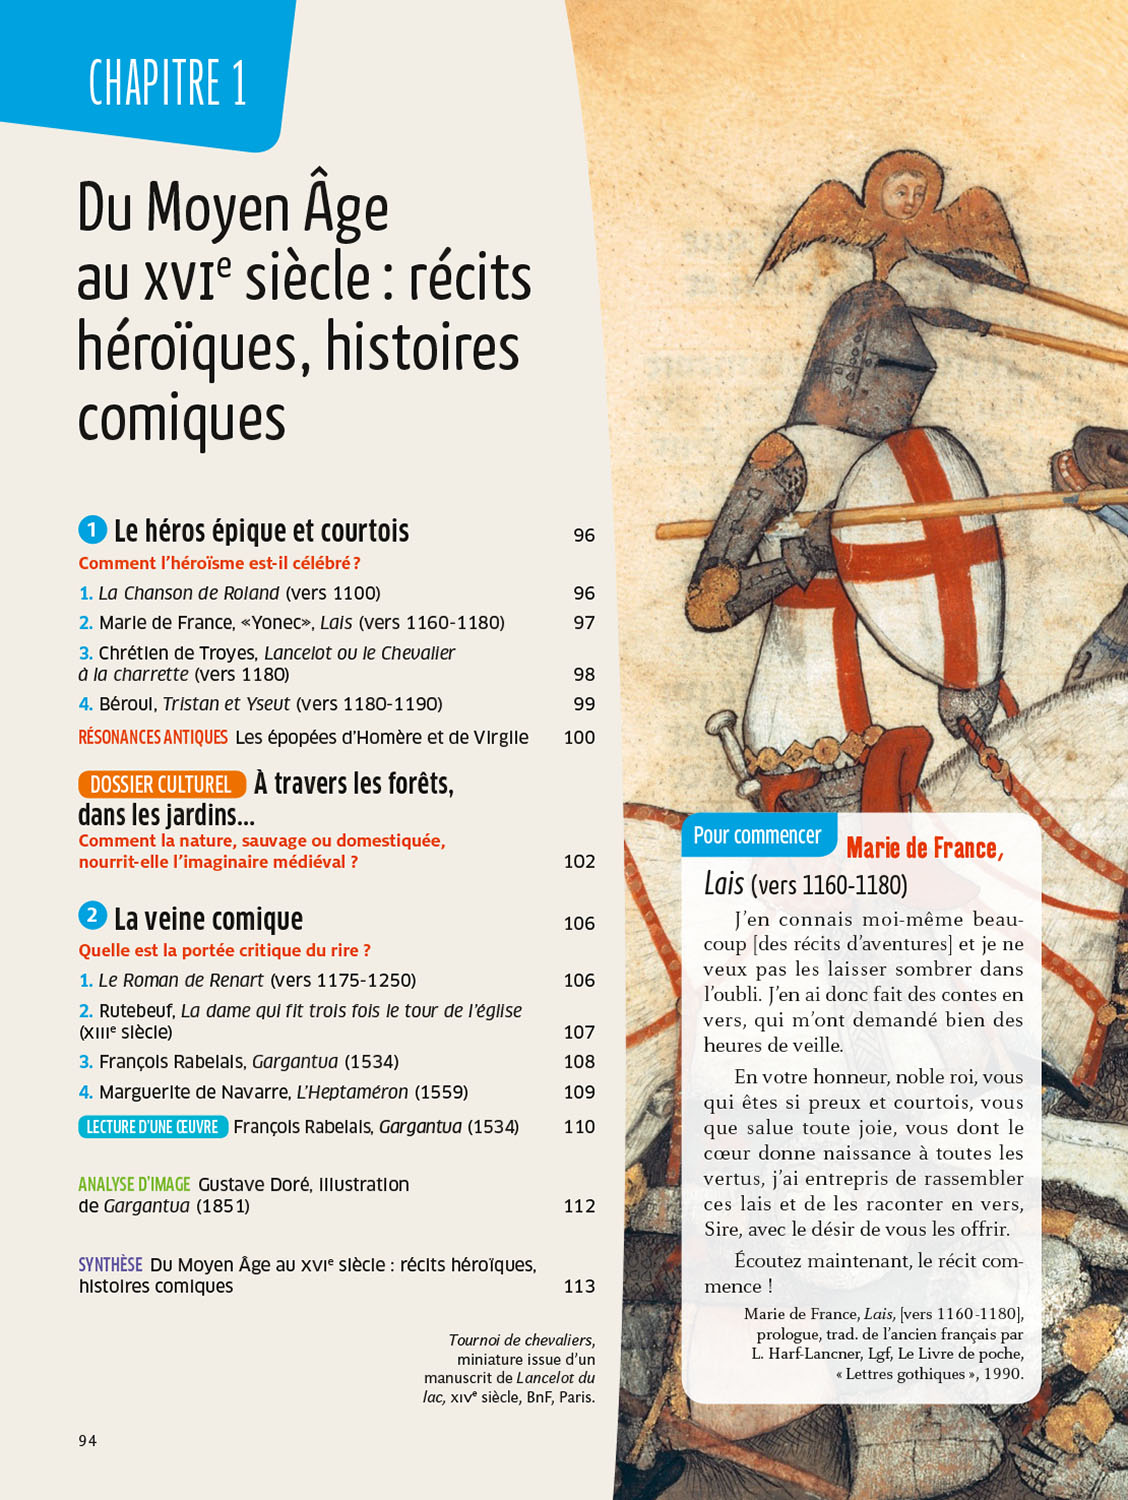 CHAPITRE 1
Du Moyen Âge
au XVIe siècle : récits
héroïques, histoires
comiques
1 Le héros épique et courtois 96
Comment l'héroïsme est-il célébré ?
1. La Chanson de Roland (vers 1100) 96
2. Marie de France, «Yonec», Lais (vers 1160-1180) 97
3. Chrétien de Troyes, Lancelot ou le Chevalier
à la charrette (vers 1180) 98
4. Béroul, Tristan et Yseut (vers 1180-1190) 99
RÉSONANCES ANTIQUES Les épopées d'Homère et de Virgile 100
DOSSIER CULTUREL À travers les forêts,
dans les jardins...
Comment la nature, sauvage ou domestiquée,
nourrit-elle l'imaginaire médiéval ? 102
2 La veine comique 106
Quelle est la portée critique du rire ?
1. Le Roman de Renart (vers 1175-1250) 106
2. Rutebeuf, La dame qui fit trois fois le tour de l'église
(XIIIe siècle) 107
3. François Rabelais, Gargantua (1534) 108
4. Marguerite de Navarre, L'Heptaméron (1559) 109
LECTURE D'UNE ŒUVRE François Rabelais, Gargantua (1534) 110
ANALYSE D'IMAGE Gustave Doré, illustration
de Gargantua (1851) 112
SYNTHÈSE Du Moyen Âge au XVIe siècle : récits héroïques,
histoires comiques 113
Tournoi de chevaliers,
miniature issue d'un
manuscrit de Lancelot du
lac, XIVe siècle, BnF, Paris.
94
Pour commencer
Marie de France,
Lais (vers 1160-1180)
J'en connais moi-même beau-
coup [des récits d'aventures] et je ne
veux pas les laisser sombrer dans
l'oubli. J'en ai donc fait des contes en
vers, qui m'ont demandé bien des
heures de veille.
En votre honneur, noble roi, vous
qui êtes si preux et courtois, vous
que salue toute joie, vous dont le
cœur donne naissance à toutes les
vertus, j'ai entrepris de rassembler
ces lais et de les raconter en vers,
Sire, avec le désir de vous les offrir.
Écoutez maintenant, le récit com-
mence !
Marie de France, Lais, [vers 1160-1180],
prologue, trad. de l'ancien français par
L. Harf-Lancner, Lgf, Le Livre de poche,
« Lettres gothiques », 1990.